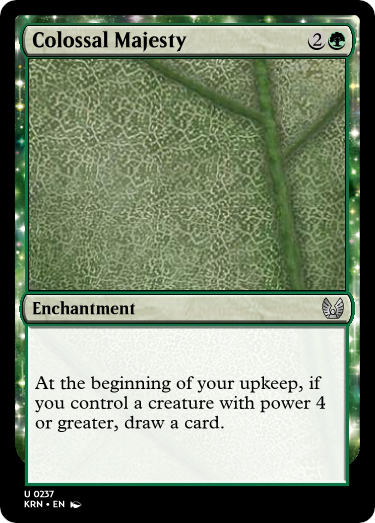 Colossal Majesty 2
Enchantment
At the beginning of your upkeep, if
you control a creature with power 4
or greater, draw a card.
U 0237
KRN • EN